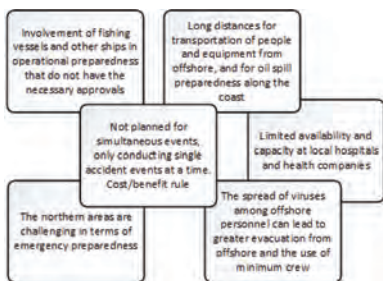 Involvement of fishing
vessels and other ships in
operational preparedness
that do not have the
necessary approvals
Long distances for
transportation of people
and equipment from
offshore, and for oil spill
preparedness along the
coast
Not planned for
simultaneous events,
only conducting single
accident events at a time.
Cost/benefit rule
Limited availability and
capacity at local hospitals
and health companies
The northern areas are
challenging in terms of
emergency preparedness
The spread of viruses
among offshore personnel
can lead to
greater evacuation from
offshore and the use of
minimum crew